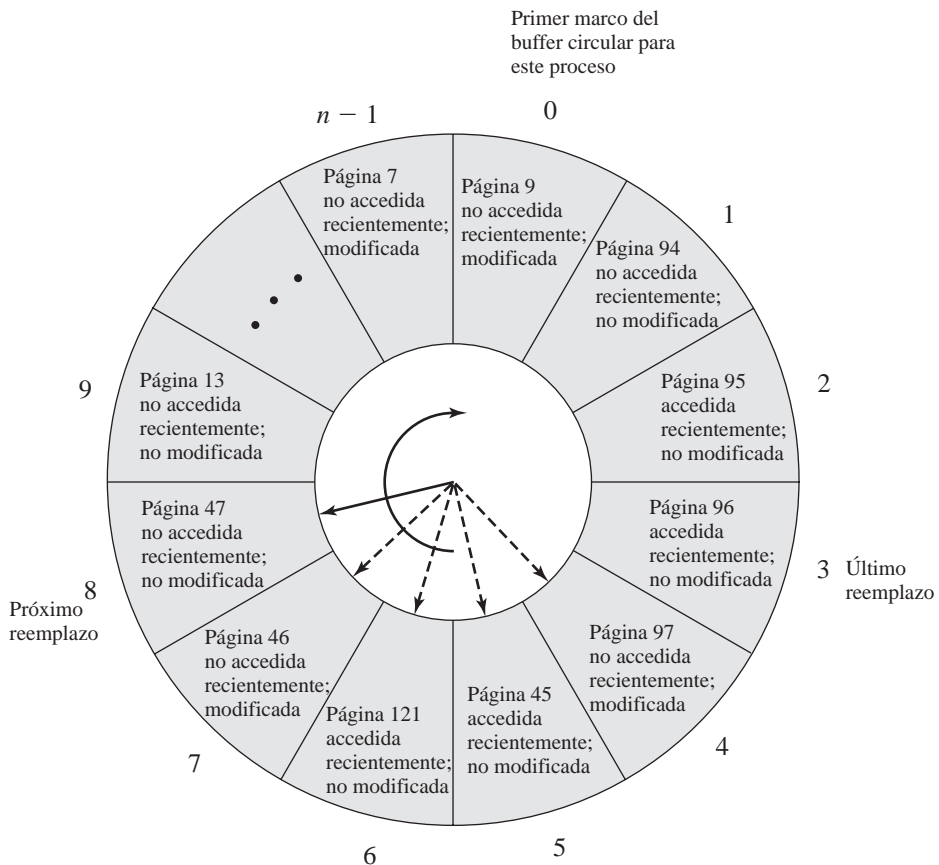 Primer marco del
buffer circular para
este proceso
n − 1
0
Página 7
no accedida
recientemente;
modificada
Página 9
no accedida
recientemente;
modificada
1
Página 94
no accedida
recientemente;
no modificada
2
Página 95
accedida
recientemente;
no modificada
Página 96
accedida
recientemente;
no modificada
3
Último
reemplazo
Página 97
no accedida
recientemente;
modificada
4
Página 45
accedida
recientemente;
no modificada
5
Página 121
accedida
recientemente;
no modificada
6
Página 46
no accedida
recientemente;
modificada
7
Página 47
no accedida
recientemente;
no modificada
8
Próximo
reemplazo
9
Página 13
no accedida
recientemente;
no modificada